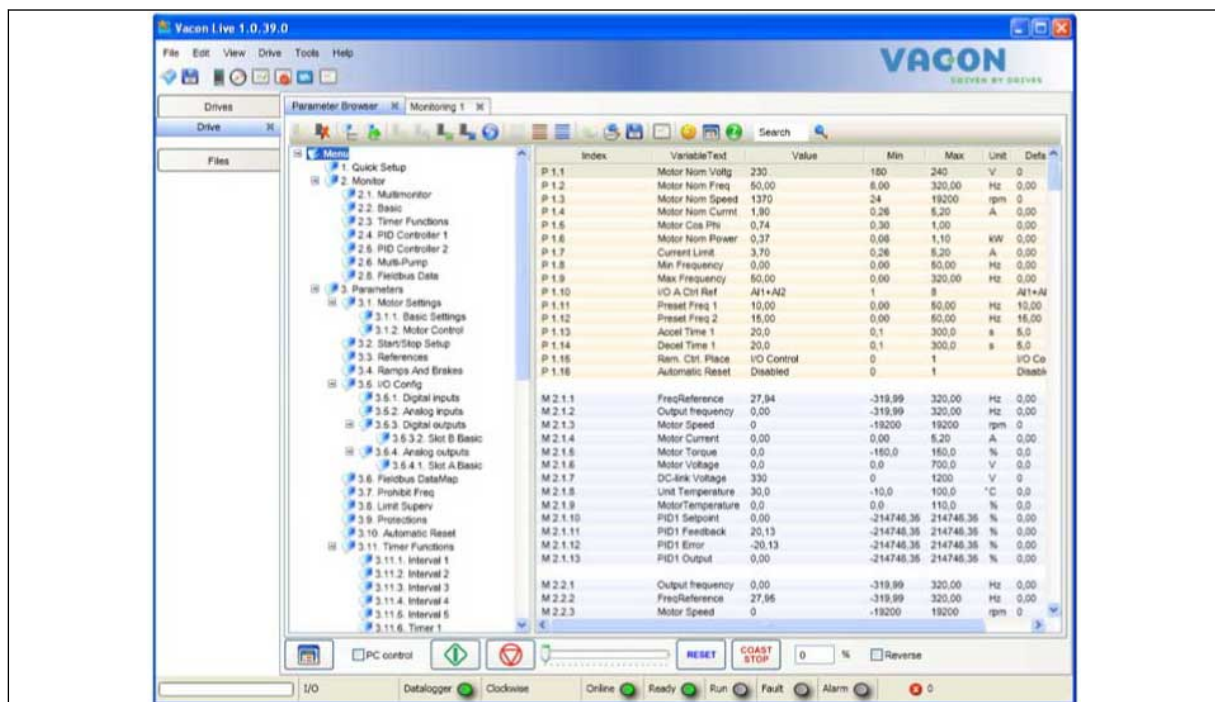 Vacon Live 1.0.39.0
File Edit View Drive Tools Help
VACON
DRIVEN BY DRIVES
Drives
Drive
Files
Parameter Browser Monitoring 1
Search
Menu
1. Quick Setup
2. Monitor
2.1. Multimonitor
2.2. Basic
2.3. Timer Functions
2.4. PID Controller 1
2.5. PID Controller 2
2.6. Multi-Pump
2.8. Fieldbus Data
3. Parameters
3.1. Motor Settings
3.1.1. Basic Settings
3.1.2. Motor Control
3.2. Start/Stop Setup
3.3. References
3.4. Ramps And Brakes
3.5. I/O Config
3.5.1. Digital inputs
3.5.2. Analog inputs
3.5.3. Digital outputs
3.5.3.2. Slot B Basic
3.5.4. Analog outputs
3.5.4.1. Slot A Basic
3.6. Fieldbus DataMap
3.7. Prohibit Freq
3.8. Limit Superv
3.9. Protections
3.10. Automatic Reset
3.11. Timer Functions
3.11.1. Interval 1
3.11.2. Interval 2
3.11.3. Interval 3
3.11.4. Interval 4
3.11.5. Interval 5
3.11.6. Timer 1
Index VariableText Value Min Max Unit Defa
P 1.1 Motor Nom Voltg 230 180 240 V 0
P 1.2 Motor Nom Freq 50,00 8,00 320,00 Hz 0,00
P 1.3 Motor Nom Speed 1370 24 19200 rpm 0
P 1.4 Motor Nom Currnt 1,90 0,26 5,20 A 0,00
P 1.5 Motor Cos Phi 0,74 0,30 1,00 0,00
P 1.6 Motor Nom Power 0,37 0,06 1,10 kW 0,00
P 1.7 Current Limit 3,70 0,26 5,20 A 0,00
P 1.8 Min Frequency 0,00 0,00 50,00 Hz 0,00
P 1.9 Max Frequency 50,00 0,00 320,00 Hz 0,00
P 1.10 I/O A Ctrl Ref AI1+AI2 1 8 AI1+AI
P 1.11 Preset Freq 1 10,00 0,00 50,00 Hz 10,00
P 1.12 Preset Freq 2 15,00 0,00 50,00 Hz 15,00
P 1.13 Accel Time 1 20,0 0,1 300,0 s 5,0
P 1.14 Decel Time 1 20,0 0,1 300,0 s 5,0
P 1.15 Rem. Ctrl. Place I/O Control 0 1 I/O Co
P 1.16 Automatic Reset Disabled 0 1 Disabl
M 2.1.1 FreqReference 27,94 -319,99 320,00 Hz 0,00
M 2.1.2 Output frequency 0,00 -319,99 320,00 Hz 0,00
M 2.1.3 Motor Speed 0 -19200 19200 rpm 0
M 2.1.4 Motor Current 0,00 0,00 5,20 A 0,00
M 2.1.5 Motor Torque 0,0 -150,0 150,0 % 0,0
M 2.1.6 Motor Voltage 0,0 0,0 700,0 V 0,0
M 2.1.7 DC-link Voltage 330 0 1200 V 0
M 2.1.8 Unit Temperature 30,0 -10,0 100,0 °C 0,0
M 2.1.9 MotorTemperature 0,0 0,0 110,0 % 0,0
M 2.1.10 PID1 Setpoint 0,00 -214748,36 214748,36 % 0,00
M 2.1.11 PID1 Feedback 20,13 -214748,36 214748,36 % 0,00
M 2.1.12 PID1 Error -20,13 -214748,36 214748,36 % 0,00
M 2.1.13 PID1 Output 0,00 -214748,36 214748,36 % 0,00
M 2.2.1 Output frequency 0,00 -319,99 320,00 Hz 0,00
M 2.2.2 FreqReference 27,95 -319,99 320,00 Hz 0,00
M 2.2.3 Motor Speed 0 -19200 19200 rpm 0
PC control RESET COAST STOP 0 % Reverse
I/O Datalogger Clockwise Online Ready Run Fault Alarm 0